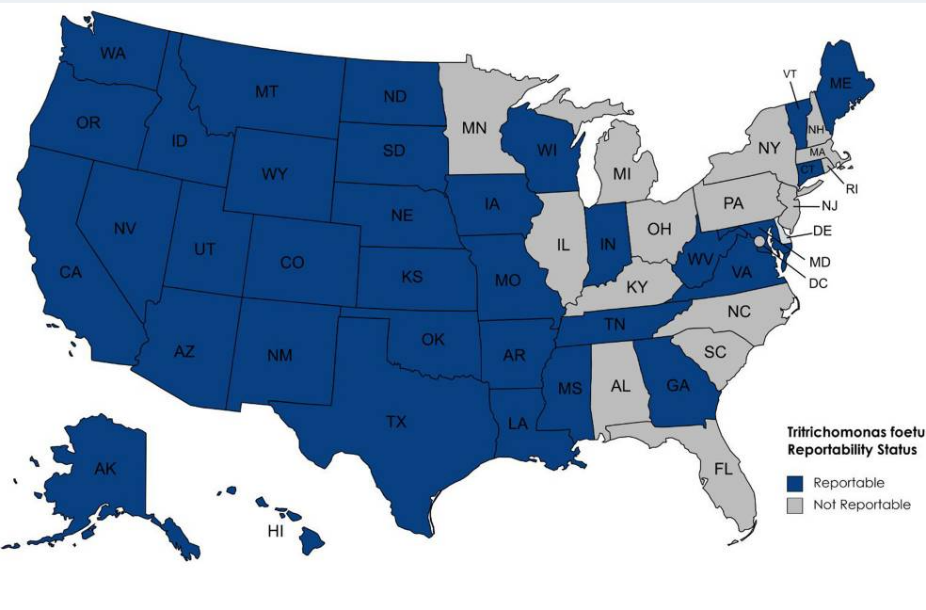 WA
MT
ND
MN
VT
ME
OR
ID
SD
WI
NH
NY
MA
WY
MI
CT
RI
IA
PA
NJ
NE
NV
OH
DE
UT
IL
IN
CO
WV
MD
CA
KS
MO
VA
KY
DC
NC
TN
OK
AZ
NM
AR
SC
MS
AL
GA
TX
LA
Tritrichomonas foetu
Reportability Status
AK
FL
Reportable
Not Reportable
HI